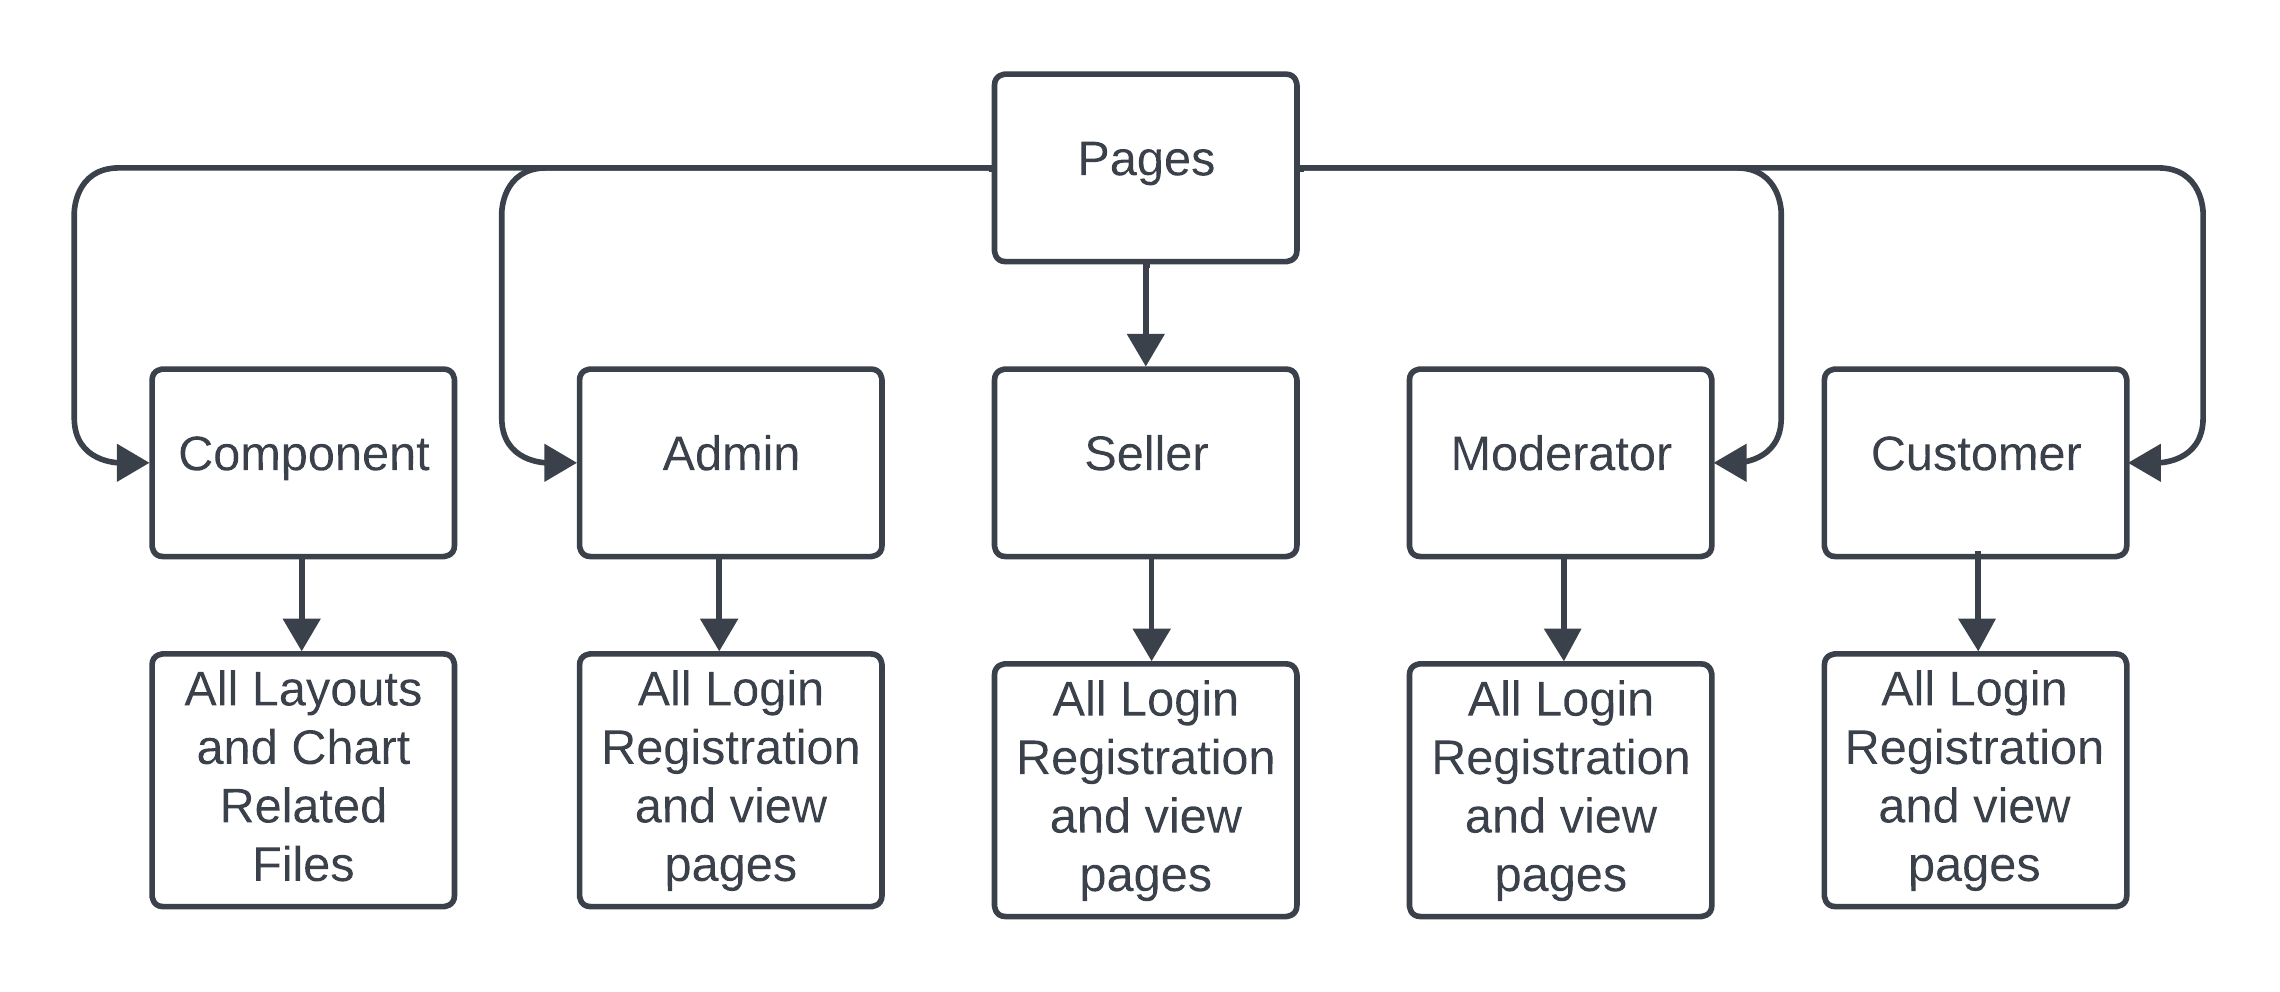 Pages
Component
Admin
Seller
Moderator
Customer
All Layouts
and Chart
Related
Files
All Login
Registration
and view
pages
All Login
Registration
and view
pages
All Login
Registration
and view
pages
All Login
Registration
and view
pages